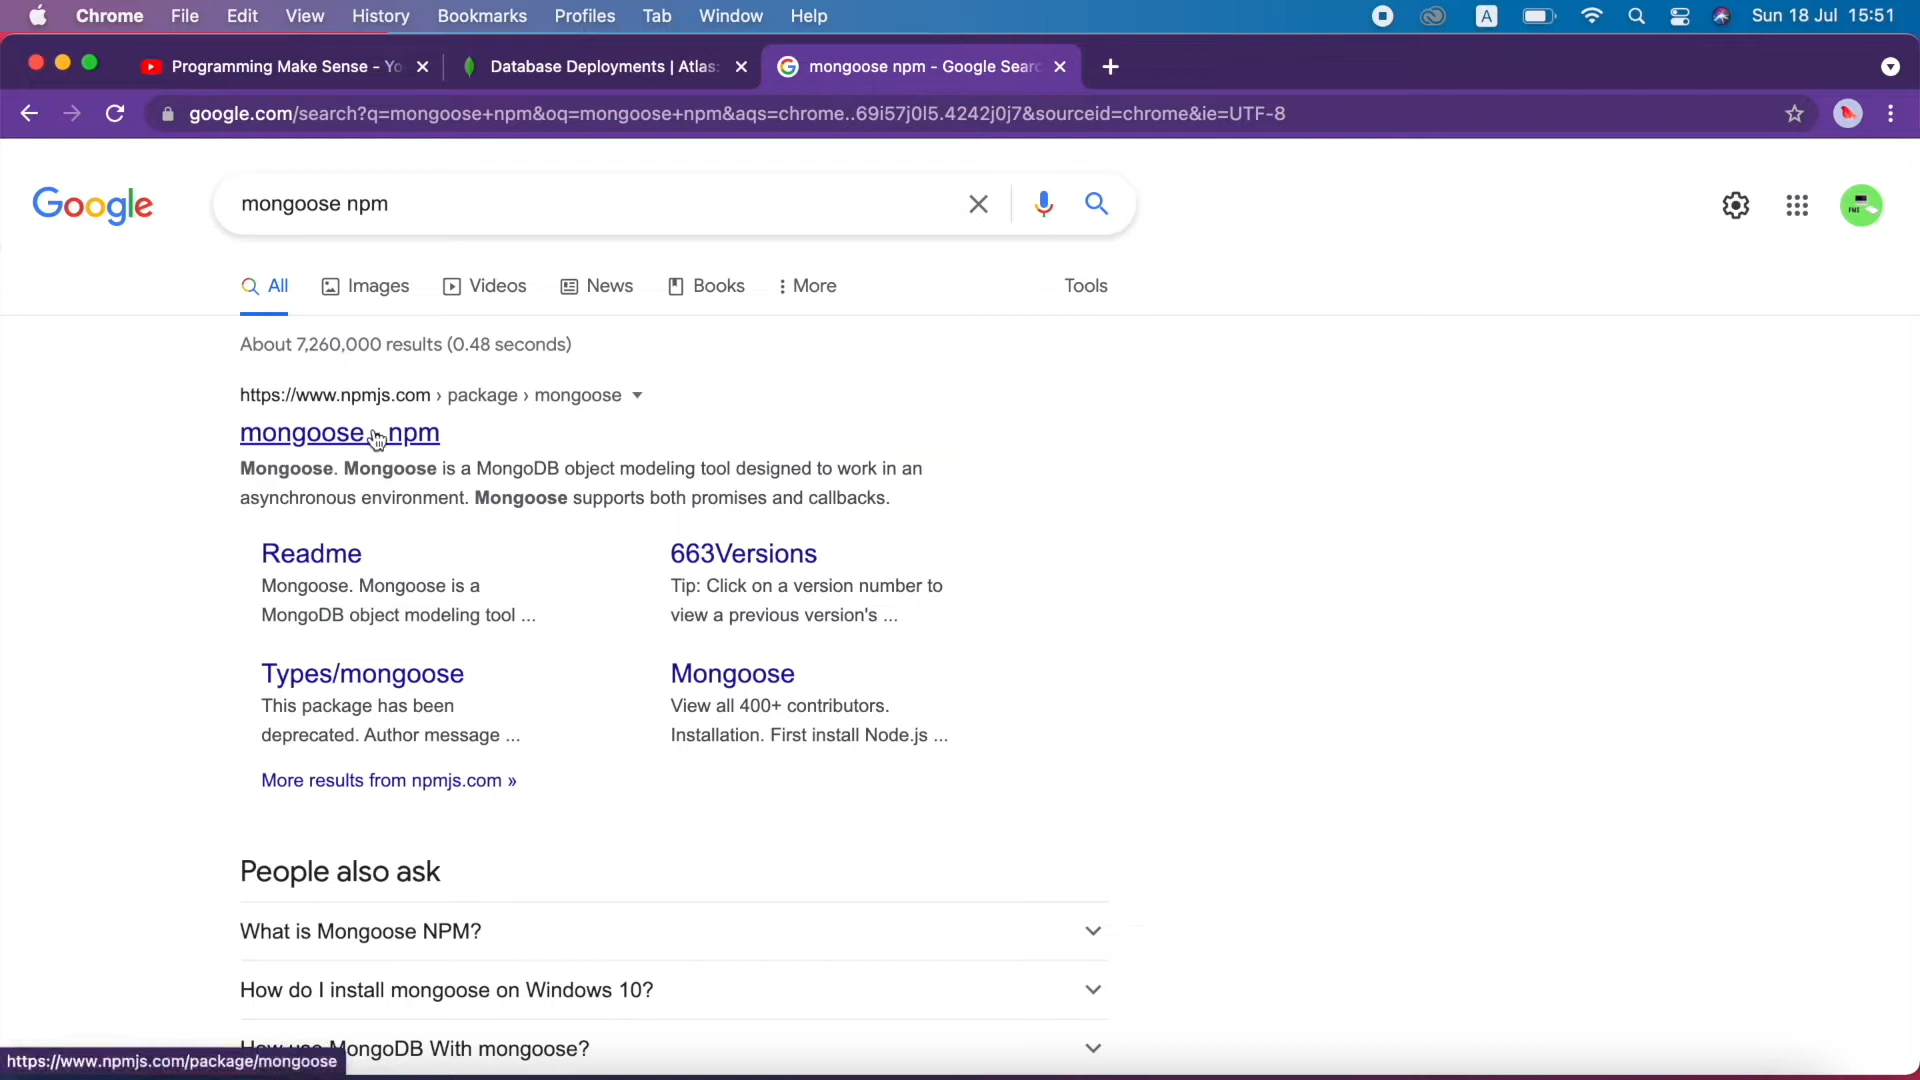 Chrome File Edit View History Bookmarks Profiles Tab Window Help A Sun 18 Jul 15:51
Programming Make Sense - Yo Database Deployments | Atlas: mongoose npm - Google Sear
google.com/search?q=mongoose+npm&oq=mongoose+npm&aqs=chrome..69i57j0l5.4242j0j7&sourceid=chrome&ie=UTF-8
Google mongoose npm
All Images Videos News Books More Tools
About 7,260,000 results (0.48 seconds)
https://www.npmjs.com › package › mongoose
mongoose npm
Mongoose. Mongoose is a MongoDB object modeling tool designed to work in an
asynchronous environment. Mongoose supports both promises and callbacks.
Readme
Mongoose. Mongoose is a
MongoDB object modeling tool ...
663Versions
Tip: Click on a version number to
view a previous version's ...
Types/mongoose
This package has been
deprecated. Author message ...
Mongoose
View all 400+ contributors.
Installation. First install Node.js ...
More results from npmjs.com »
People also ask
What is Mongoose NPM?
How do I install mongoose on Windows 10?
How use MongoDB With mongoose?
https://www.npmjs.com/package/mongoose